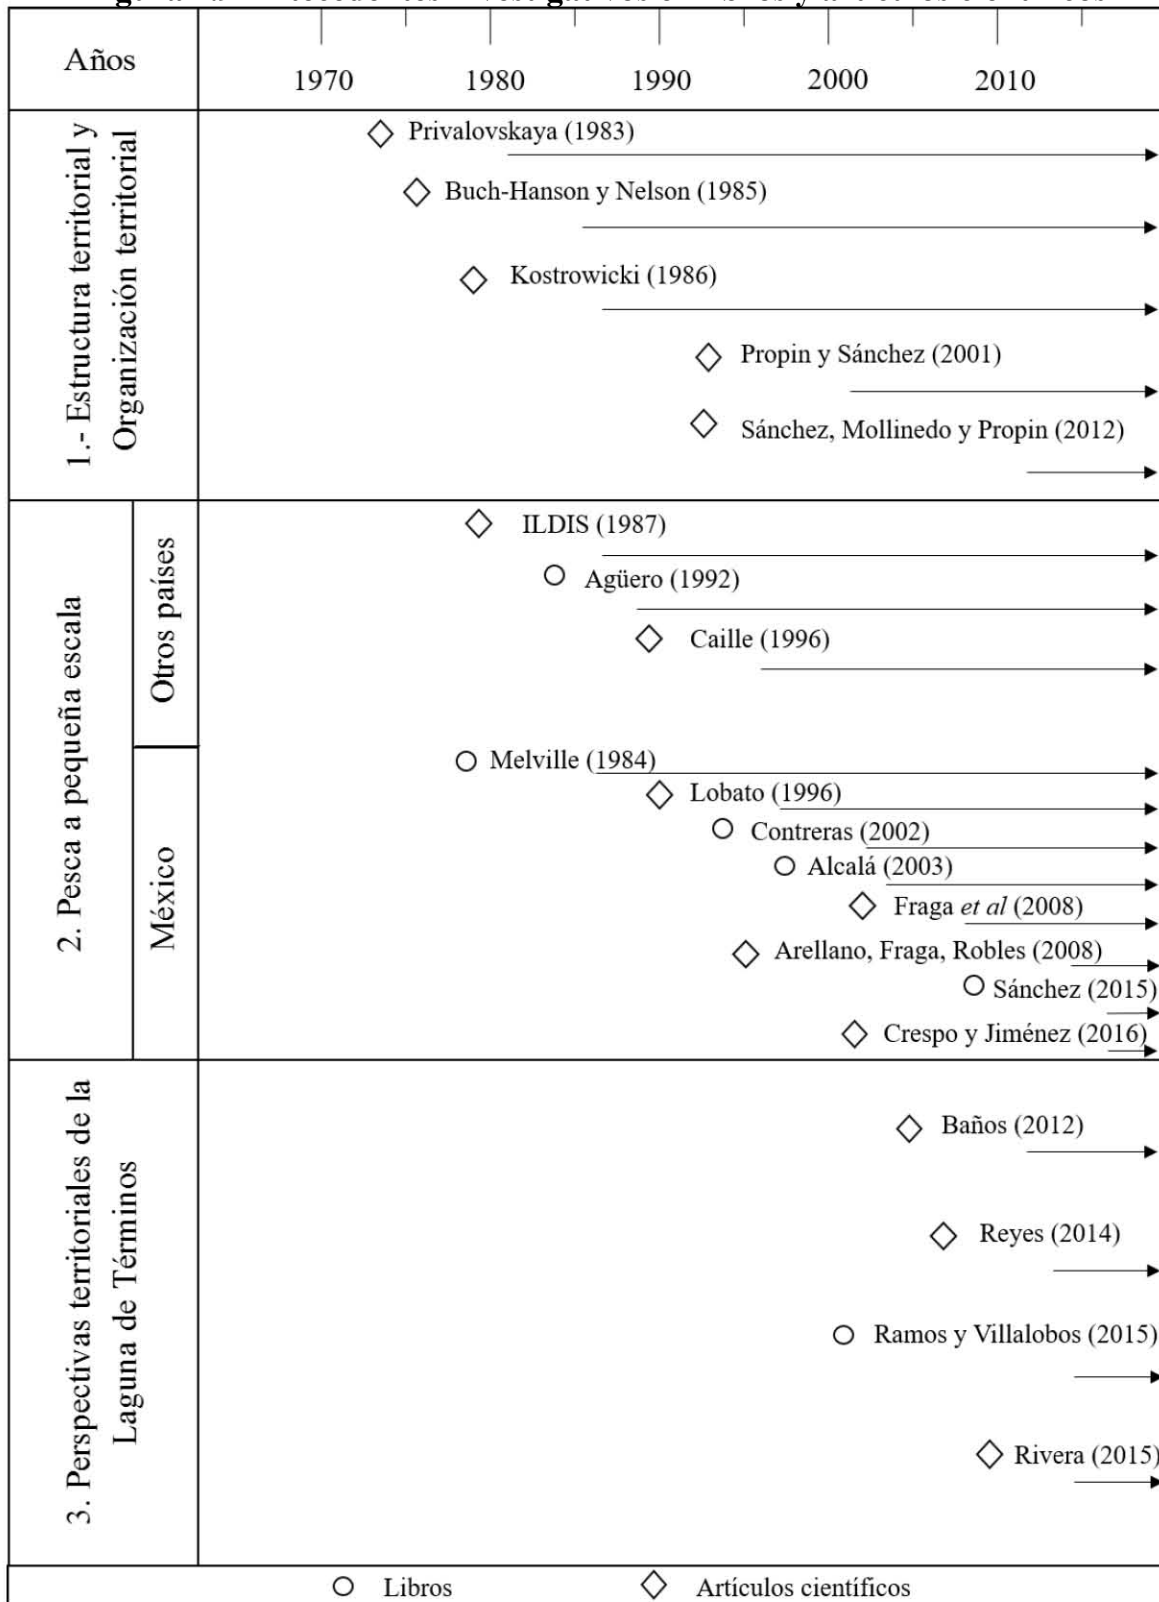 Años
1970 1980 1990 2000 2010
1.- Estructura territorial y
Organización territorial
Privalovskaya (1983)
Buch-Hanson y Nelson (1985)
Kostrowicki (1986)
Propin y Sánchez (2001)
Sánchez, Mollinedo y Propin (2012)
2. Pesca a pequeña escala
Otros países
ILDIS (1987)
Agüero (1992)
Caille (1996)
México
Melville (1984)
Lobato (1996)
Contreras (2002)
Alcalá (2003)
Fraga et al (2008)
Arellano, Fraga, Robles (2008)
Sánchez (2015)
Crespo y Jiménez (2016)
3. Perspectivas territoriales de la
Laguna de Términos
Baños (2012)
Reyes (2014)
Ramos y Villalobos (2015)
Rivera (2015)
Libros
Artículos científicos